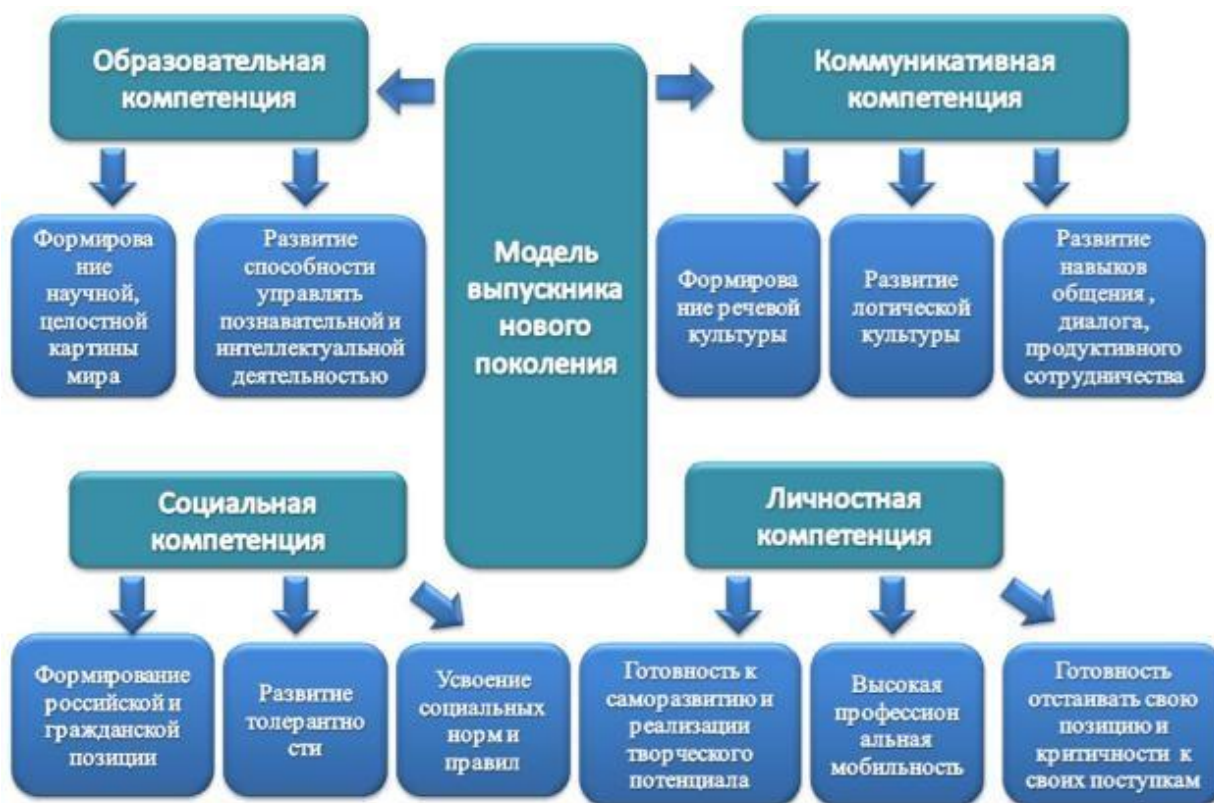 Образовательная
компетенция
Коммуникативная
компетенция
Модель
выпускника
нового
поколения
Формирова
ние
научной,
целостной
картины
мира
Развитие
способности
управлять
познавательной и
интеллектуальной
деятельностью
Формирова
ние речевой
культуры
Развитие
логической
культуры
Развитие
навыков
общения ,
диалога,
продуктивного
сотрудничества
Социальная
компетенция
Личностная
компетенция
Формирование
российской и
гражданской
позиции
Развитие
толерантно
сти
Усвоение
социальных
норм и
правил
Готовность к
саморазвитию и
реализации
творческого
потенциала
Высокая
профессион
альная
мобильность
Готовность
отстаивать свою
позицию и
критичности к
своих поступкам